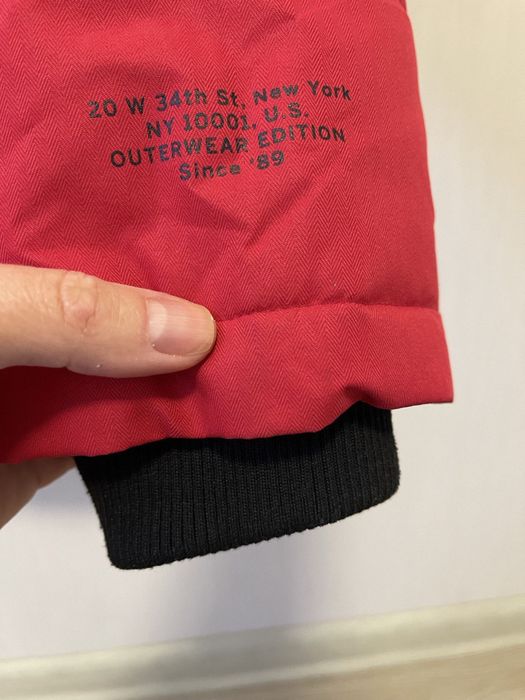 20 W 34th St, New York
NY 10001, U.S.
OUTERWEAR EDITION
Since '89